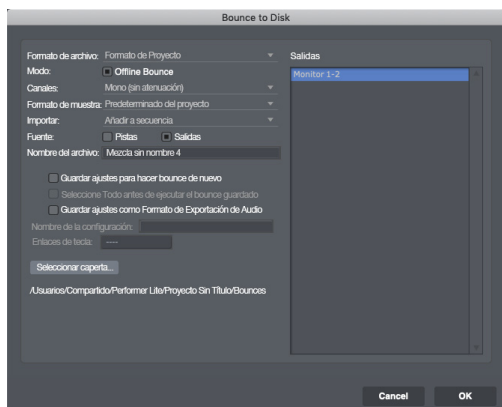 Bounce to Disk
Formato de archivo: Formato de Proyecto
Modo: Offline Bounce
Canales: Mono (sin atenuación)
Formato de muestra: Predeterminado del proyecto
Importar: Añadir a secuencia
Fuente: Pistas Salidas
Nombre del archivo: Mezcla sin nombre 4
Guardar ajustes para hacer bounce de nuevo
Seleccione Todo antes de ejecutar el bounce guardado
Guardar ajustes como Formato de Exportación de Audio
Nombre de la configuración:
Enlaces de tecla: ----
Seleccionar caperta...
/Usuarios/Compartido/Performer Lite/Proyecto Sin Título/Bounces
Salidas
Monitor 1-2
Cancel OK